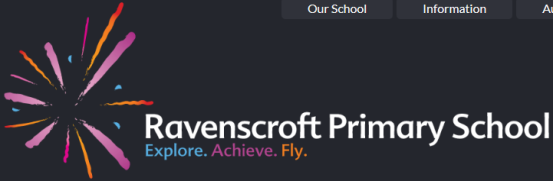 Our School Information
Ravenscroft Primary School
Explore. Achieve. Fly.